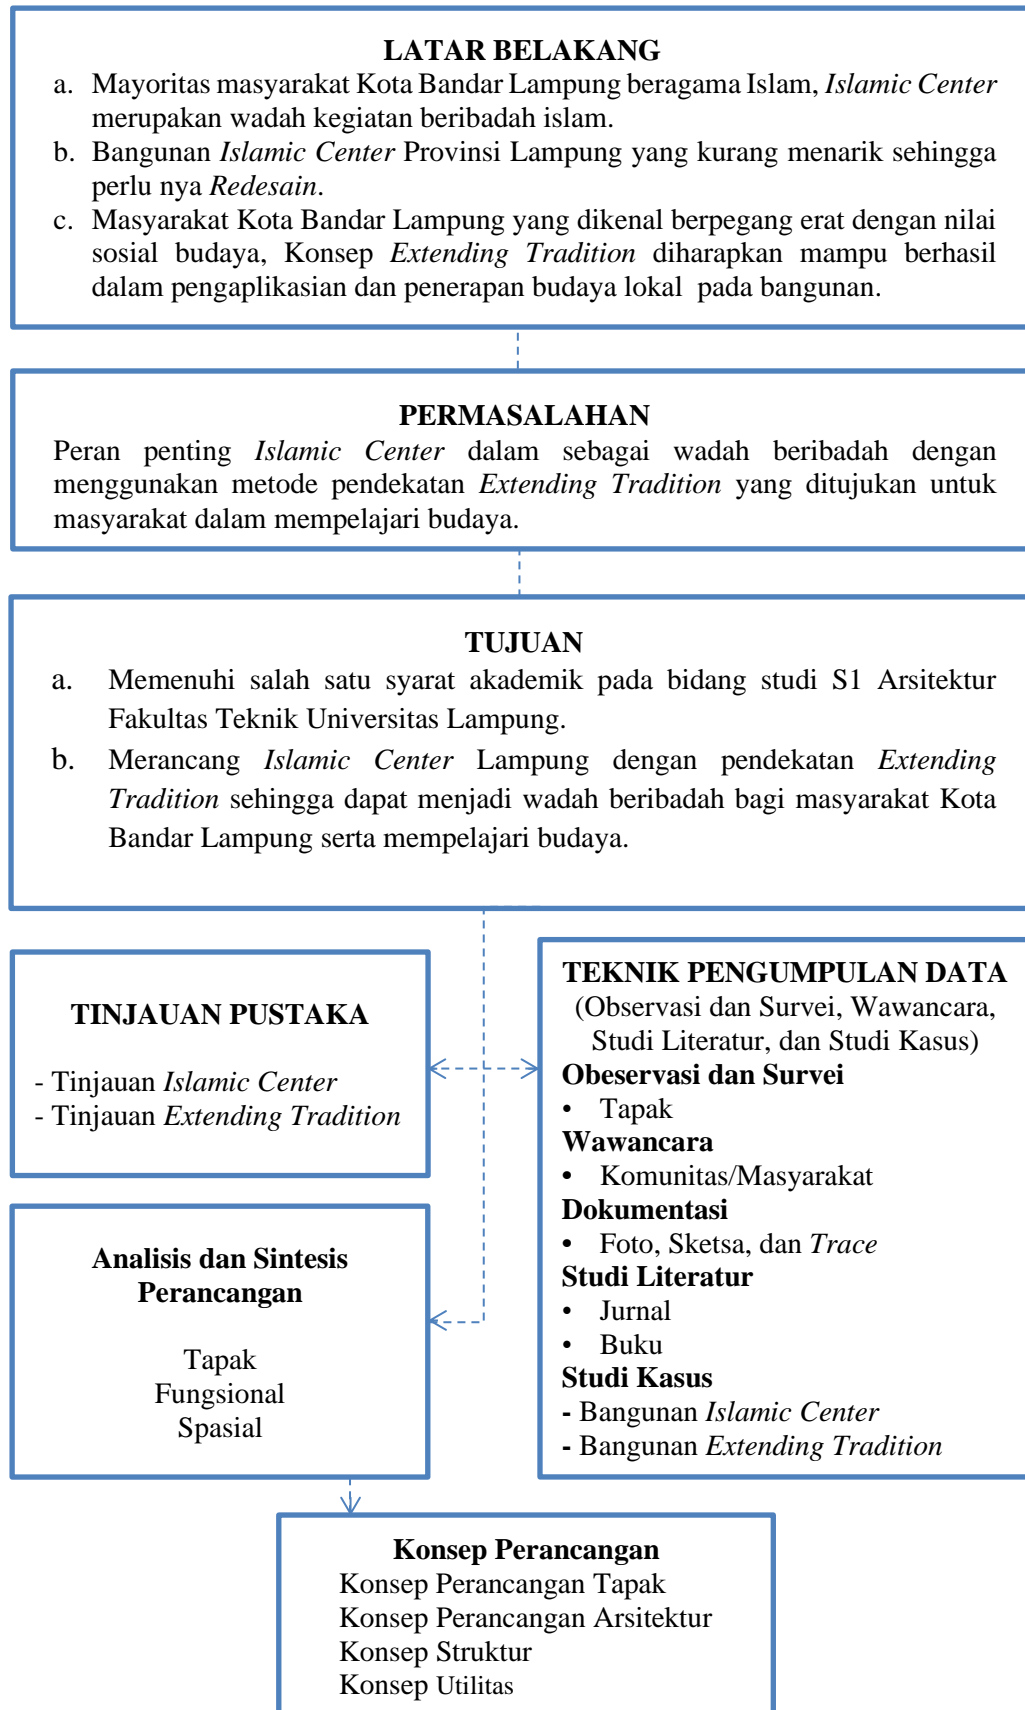 LATAR BELAKANG
a. Mayoritas masyarakat Kota Bandar Lampung beragama Islam, Islamic Center
merupakan wadah kegiatan beribadah islam.
b. Bangunan Islamic Center Provinsi Lampung yang kurang menarik sehingga
perlu nya Redesain.
c. Masyarakat Kota Bandar Lampung yang dikenal berpegang erat dengan nilai
sosial budaya, Konsep Extending Tradition diharapkan mampu berhasil
dalam pengaplikasian dan penerapan budaya lokal pada bangunan.
PERMASALAHAN
Peran penting Islamic Center dalam sebagai wadah beribadah dengan
menggunakan metode pendekatan Extending Tradition yang ditujukan untuk
masyarakat dalam mempelajari budaya.
TUJUAN
a. Memenuhi salah satu syarat akademik pada bidang studi S1 Arsitektur
Fakultas Teknik Universitas Lampung.
b. Merancang Islamic Center Lampung dengan pendekatan Extending
Tradition sehingga dapat menjadi wadah beribadah bagi masyarakat Kota
Bandar Lampung serta mempelajari budaya.
TINJAUAN PUSTAKA
- Tinjauan Islamic Center
- Tinjauan Extending Tradition
TEKNIK PENGUMPULAN DATA
(Observasi dan Survei, Wawancara,
Studi Literatur, dan Studi Kasus)
Obeservasi dan Survei
• Tapak
Wawancara
• Komunitas/Masyarakat
Dokumentasi
• Foto, Sketsa, dan Trace
Studi Literatur
• Jurnal
• Buku
Studi Kasus
- Bangunan Islamic Center
- Bangunan Extending Tradition
Analisis dan Sintesis
Perancangan
Tapak
Fungsional
Spasial
Konsep Perancangan
Konsep Perancangan Tapak
Konsep Perancangan Arsitektur
Konsep Struktur
Konsep Utilitas